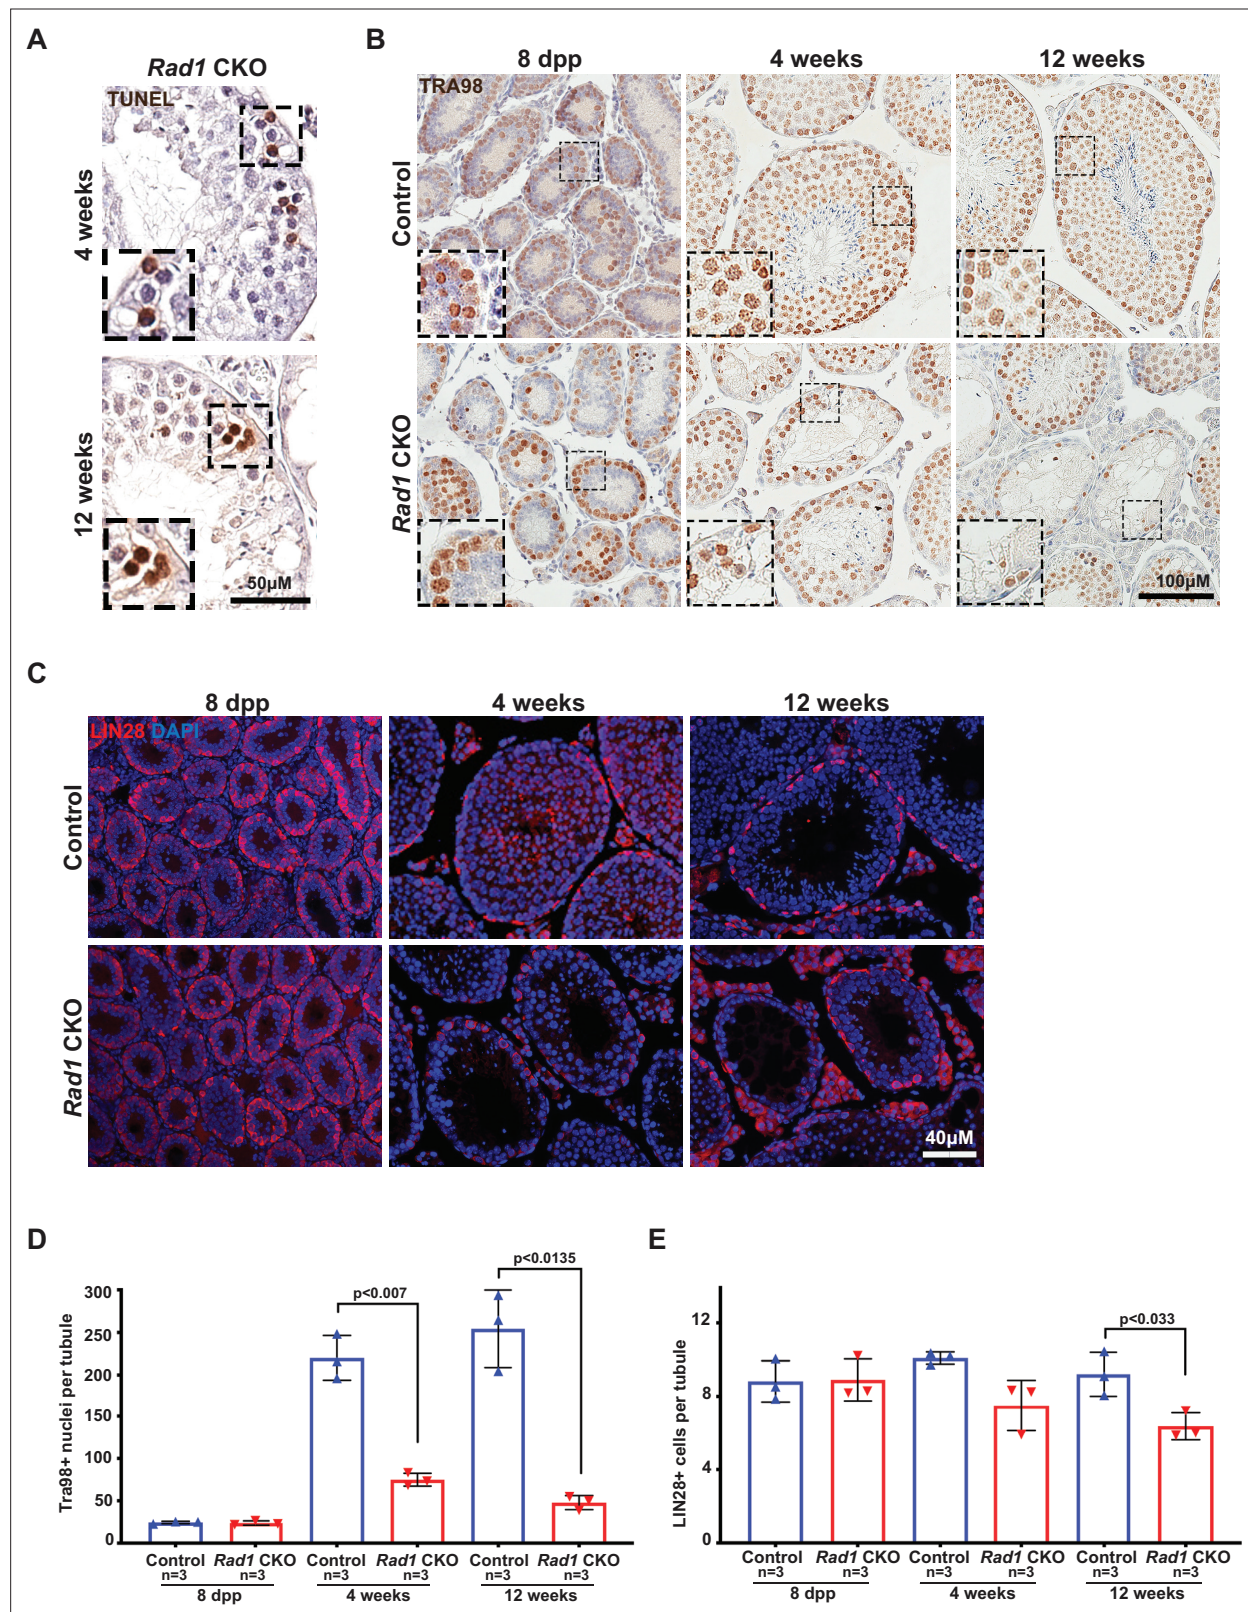 A
Rad1 CKO
TUNEL
4 weeks
12 weeks
50µM
B
8 dpp
4 weeks
12 weeks
TRA98
Control
Rad1 CKO
100µM
C
8 dpp
4 weeks
12 weeks
LIN28 DAPI
Control
Rad1 CKO
40µM
D
Tra98+ nuclei per tubule
300
250
200
150
100
50
0
p<0.007
p<0.0135
Control Rad1 CKO Control Rad1 CKO Control Rad1 CKO
n=3 n=3 n=3 n=3 n=3 n=3
8 dpp 4 weeks 12 weeks
E
LIN28+ cells per tubule
12
8
4
0
p<0.033
Control Rad1 CKO Control Rad1 CKO Control Rad1 CKO
n=3 n=3 n=3 n=3 n=3 n=3
8 dpp 4 weeks 12 weeks